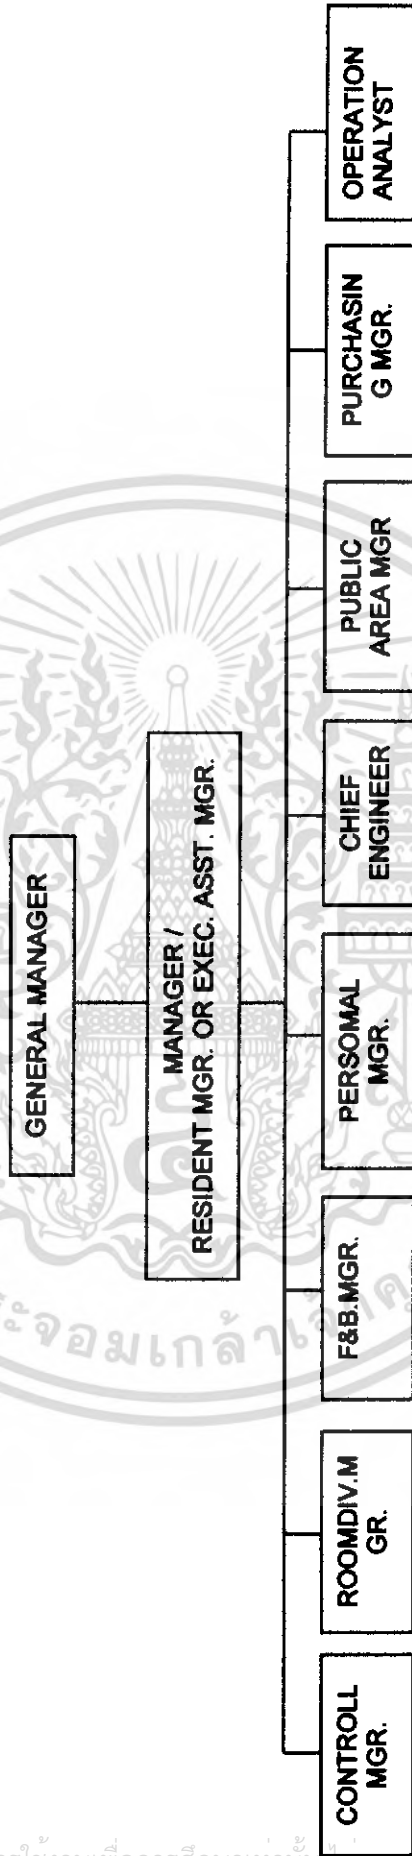 GENERAL MANAGER
MANAGER /
RESIDENT MGR. OR EXEC. ASST. MGR.
CONTROLL
MGR.
ROOMDIV.M
GR.
F&B.MGR.
PERSOMAL
MGR.
CHIEF
ENGINEER
PUBLIC
AREA MGR
PURCHASIN
G MGR.
OPERATION
ANALYST